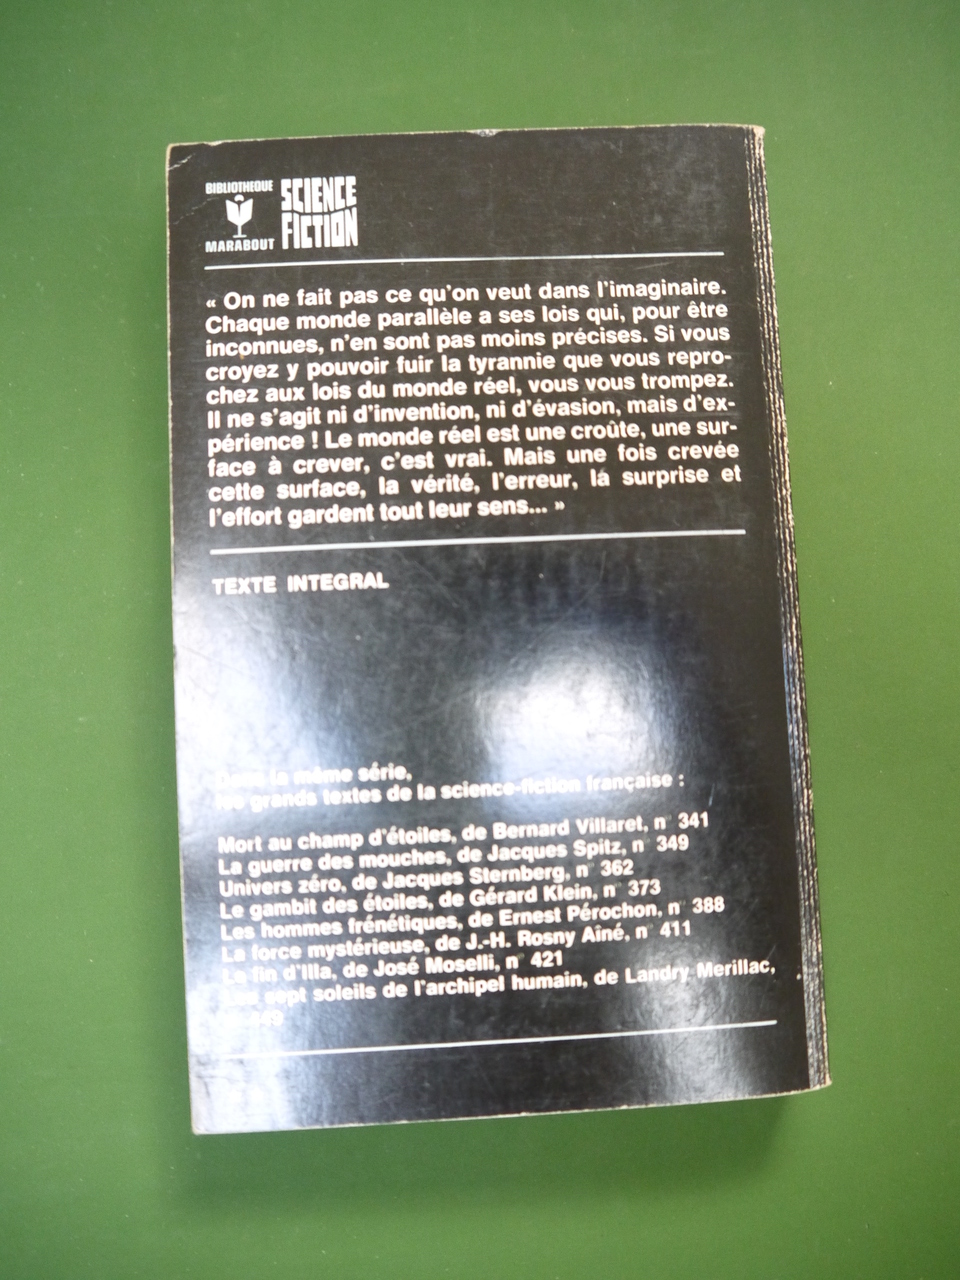 BIBLIOTHEQUE
MARABOUT
SCIENCE
FICTION
« On ne fait pas ce qu'on veut dans l'imaginaire.
Chaque monde parallèle a ses lois qui, pour être
inconnues, n'en sont pas moins précises. Si vous
croyez y pouvoir fuir la tyrannie que vous repro-
chez aux lois du monde réel, vous vous trompez.
Il ne s'agit ni d'invention, ni d'évasion, mais d'ex-
périence ! Le monde réel est une croûte, une sur-
face à crever, c'est vrai. Mais une fois crevée
cette surface, la vérité, l'erreur, la surprise et
l'effort gardent tout leur sens... »
TEXTE INTEGRAL
la même série,
les grands textes de la science-fiction française :
Mort au champ d'étoiles, de Bernard Villaret, n° 341
La guerre des mouches, de Jacques Spitz, n° 349
Univers zéro, de Jacques Sternberg, n° 362
Le gambit des étoiles, de Gérard Klein, n° 373
Les hommes frénétiques, de Ernest Pérochon, n° 388
La force mystérieuse, de J.-H. Rosny Aîné, n° 411
La fin d'Illa, de José Moselli, n° 421
sept soleils de l'archipel humain, de Landry Merillac,